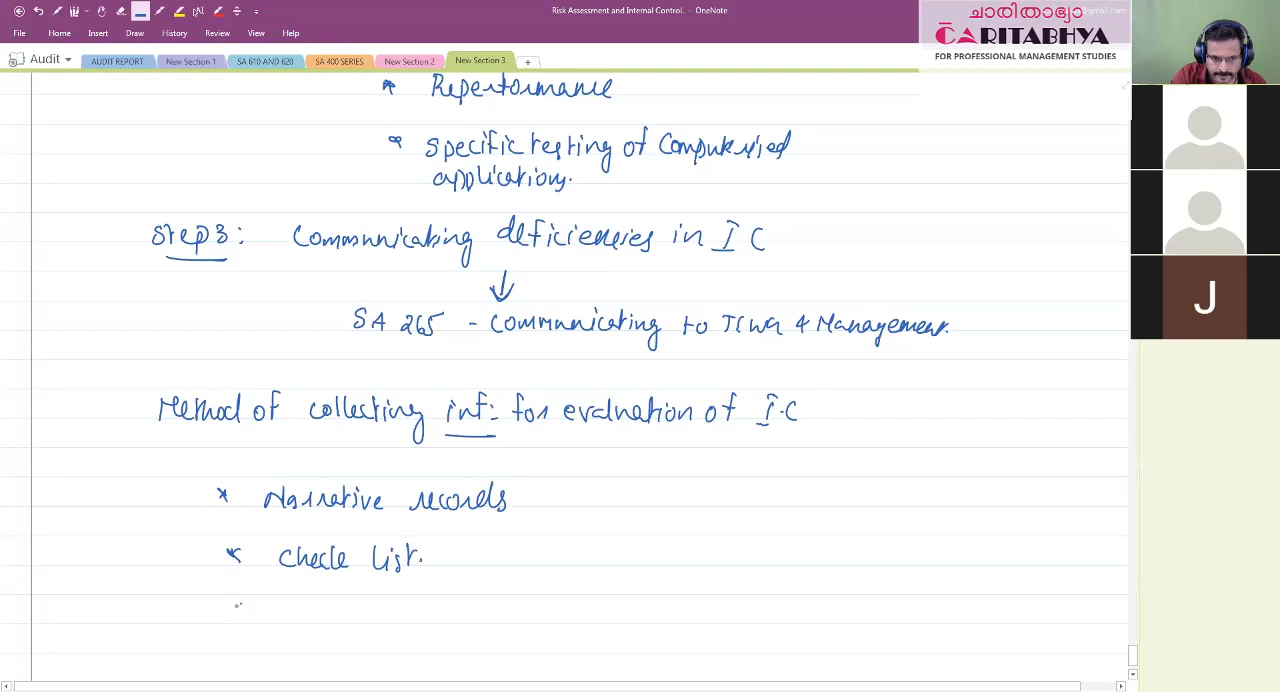 Risk Assessment and Internal Control. - OneNote
ചാരിതാഭ്യാ
@gmail.com
CARITABHYA
FOR PROFESSIONAL MANAGEMENT STUDIES
File Home Insert Draw History Review View Help
Audit
AUDIT REPORT New Section 1 SA 610 AND 620 SA 400 SERIES New Section 2 New Section 3 +
* Reperformance
* Specific testing of Computerised
applications.
Step 3: Communicating deficiencies in I C
SA 265 - Communicating to TCWG & Management.
J
Method of collecting inf: for evaluation of I.C
* Narrative records
* Check list.